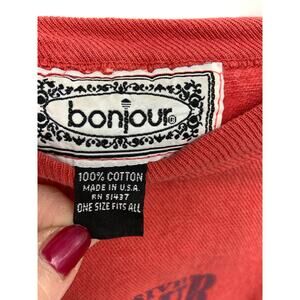 bonjour®
100% COTTON
MADE IN U.S.A.
RN 51437
ONE SIZE FITS ALL